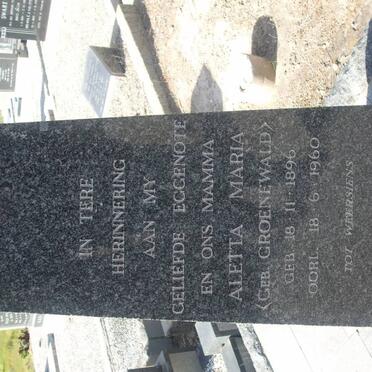 IN TERE
HERINNERING
AAN MY
GELIEFDE EGGENOTE
EN ONS MAMMA
ALETTA MARIA
(GEB. GROENEWALD)
GEB. 18-11-1896
OORL. 18-6-1960
TOT WEERSIENS